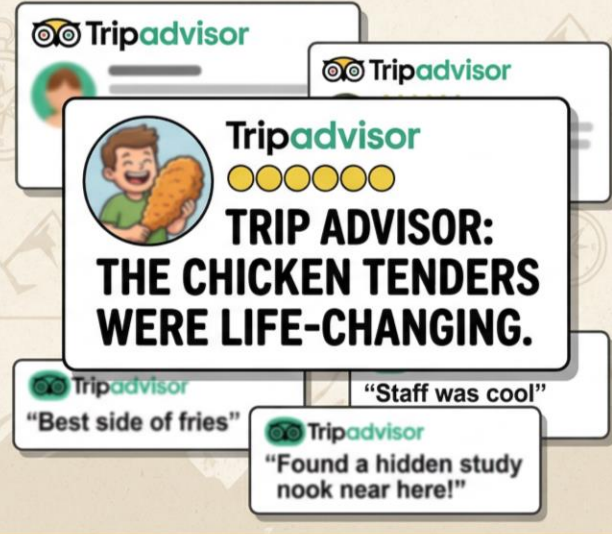 Tripadvisor
Tripadvisor
Tripadvisor
TRIP ADVISOR:
THE CHICKEN TENDERS
WERE LIFE-CHANGING.
Tripadvisor
“Best side of fries”
“Staff was cool”
Tripadvisor
“Found a hidden study
nook near here!”